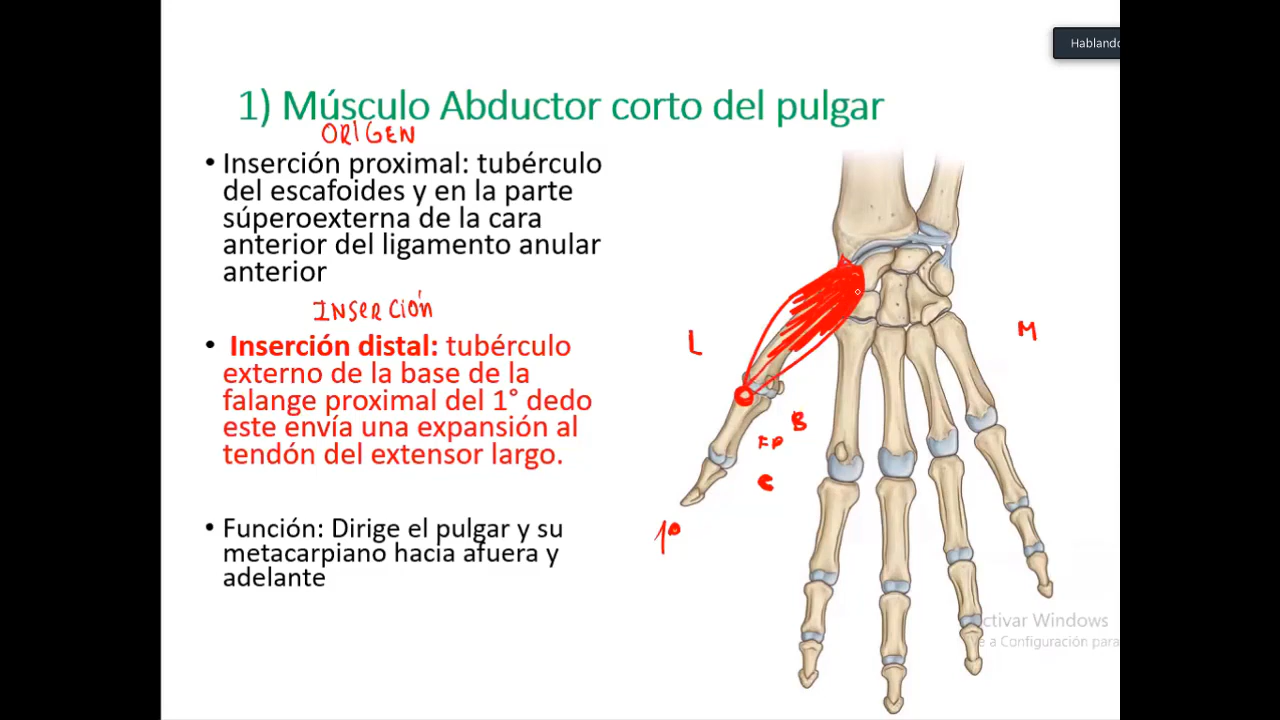 Hablando
1) Músculo Abductor corto del pulgar
ORIGEN
• Inserción proximal: tubérculo
del escafoides y en la parte
súperoexterna de la cara
anterior del ligamento anular
anterior
INSERCIÓN
• Inserción distal: tubérculo
externo de la base de la
falange proximal del 1° dedo
este envía una expansión al
tendón del extensor largo.
• Función: Dirige el pulgar y su
metacarpiano hacia afuera y
adelante
L
M
B
FP
C
1°
ctivar Windows
e a Configuración para